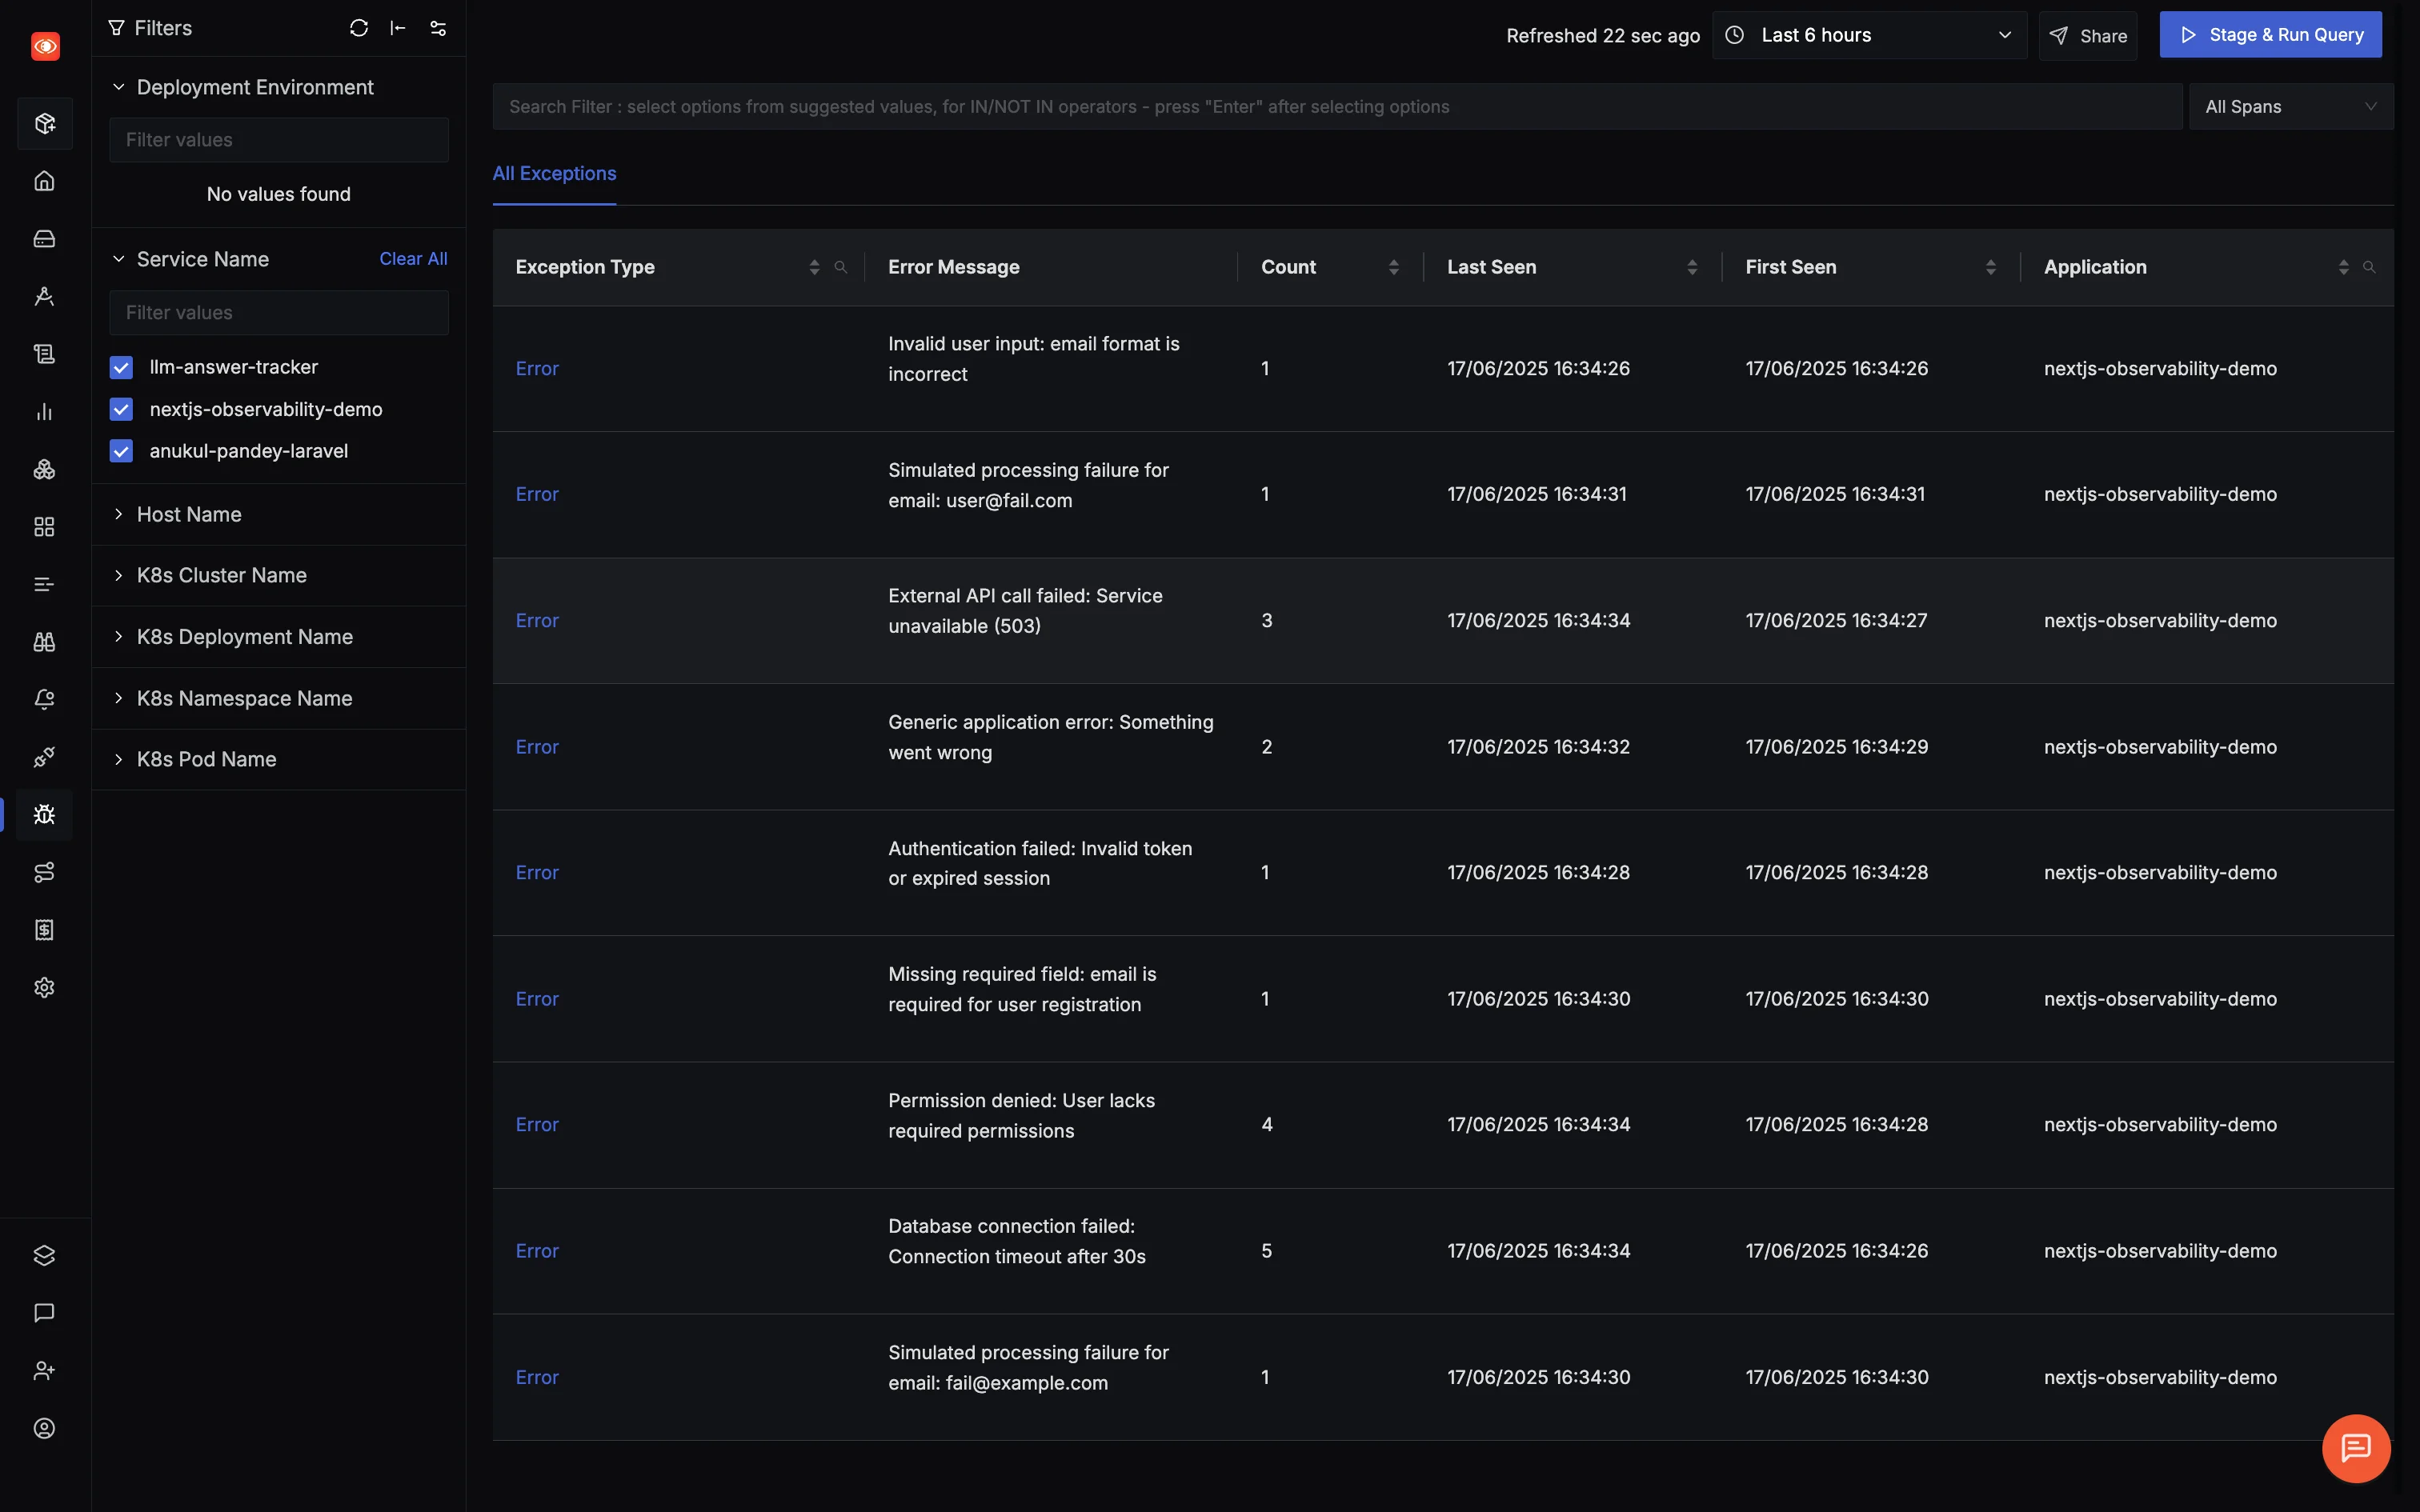 Filters
Refreshed 22 sec ago
Last 6 hours
Share
Stage & Run Query
Deployment Environment
Filter values
No values found
Service Name
Clear All
Filter values
llm-answer-tracker
nextjs-observability-demo
anukul-pandey-laravel
Host Name
K8s Cluster Name
K8s Deployment Name
K8s Namespace Name
K8s Pod Name
Search Filter : select options from suggested values, for IN/NOT IN operators - press "Enter" after selecting options
All Spans
All Exceptions
Exception Type Error Message Count Last Seen First Seen Application
Invalid user input: email format is
incorrect
Error 1 17/06/2025 16:34:26 17/06/2025 16:34:26 nextjs-observability-demo
Simulated processing failure for
email: user@fail.com
Error 1 17/06/2025 16:34:31 17/06/2025 16:34:31 nextjs-observability-demo
External API call failed: Service
unavailable (503)
Error 3 17/06/2025 16:34:34 17/06/2025 16:34:27 nextjs-observability-demo
Generic application error: Something
went wrong
Error 2 17/06/2025 16:34:32 17/06/2025 16:34:29 nextjs-observability-demo
Authentication failed: Invalid token
or expired session
Error 1 17/06/2025 16:34:28 17/06/2025 16:34:28 nextjs-observability-demo
Missing required field: email is
required for user registration
Error 1 17/06/2025 16:34:30 17/06/2025 16:34:30 nextjs-observability-demo
Permission denied: User lacks
required permissions
Error 4 17/06/2025 16:34:34 17/06/2025 16:34:28 nextjs-observability-demo
Database connection failed:
Connection timeout after 30s
Error 5 17/06/2025 16:34:34 17/06/2025 16:34:26 nextjs-observability-demo
Simulated processing failure for
email: fail@example.com
Error 1 17/06/2025 16:34:30 17/06/2025 16:34:30 nextjs-observability-demo